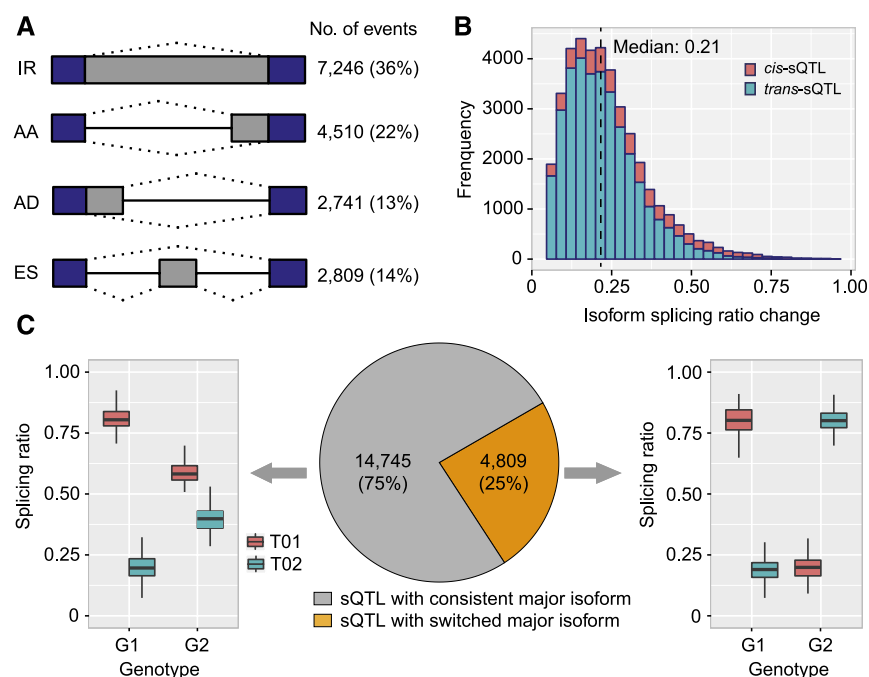 A
No. of events
IR 7,246 (36%)
AA 4,510 (22%)
AD 2,741 (13%)
ES 2,809 (14%)
B
Frenquency
4000
2000
0
Median: 0.21
cis-sQTL
trans-sQTL
0.00 0.25 0.50 0.75 1.00
Isoform splicing ratio change
C
Splicing ratio
1.00
0.75
0.50
0.25
0
G1 G2
Genotype
T01
T02
14,745
(75%)
4,809
(25%)
sQTL with consistent major isoform
sQTL with switched major isoform
Splicing ratio
1.00
0.75
0.50
0.25
0
G1 G2
Genotype